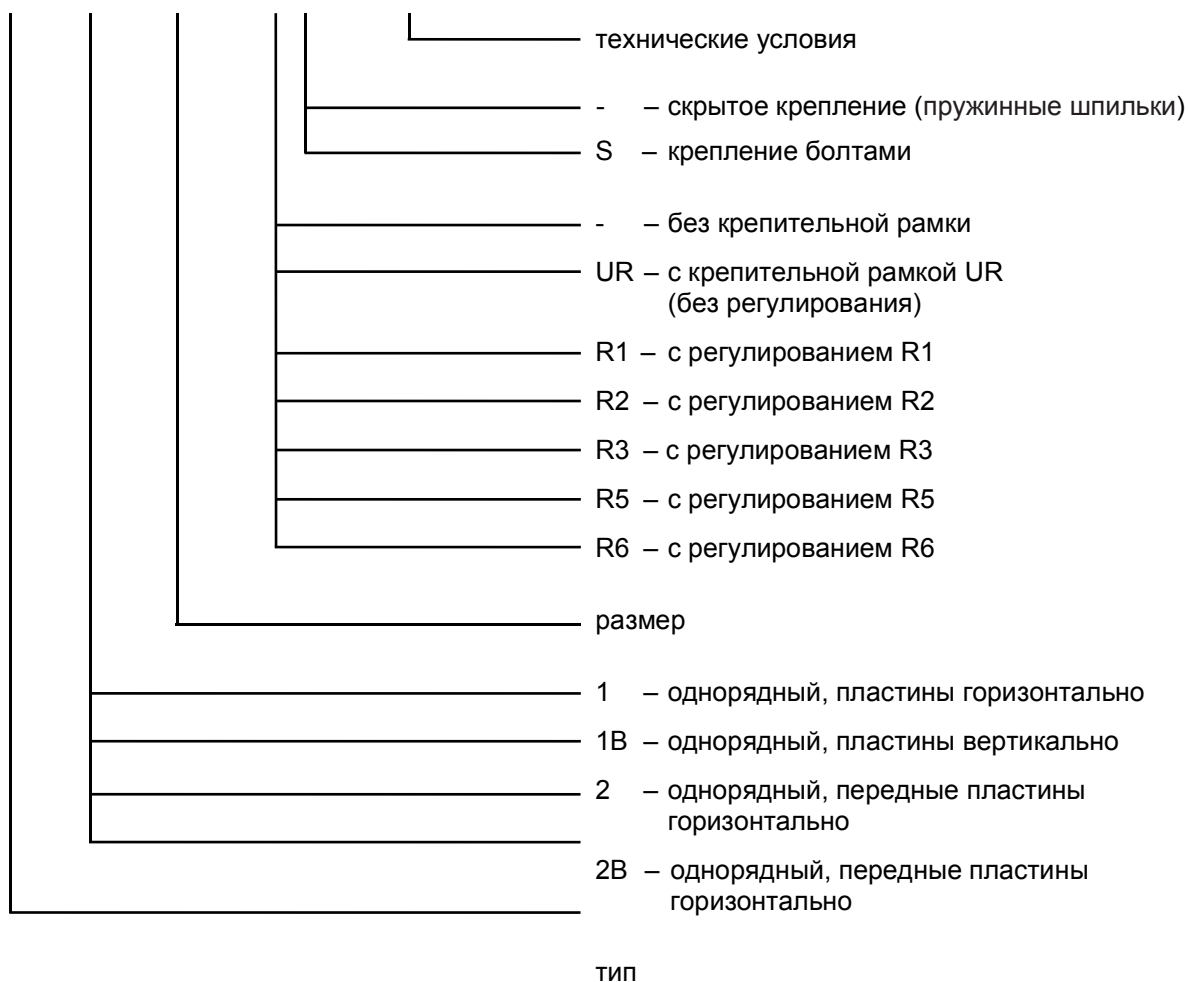 технические условия
- – скрытое крепление (пружинные шпильки)
S – крепление болтами
- – без крепительной рамки
UR – с крепительной рамкой UR
(без регулирования)
R1 – с регулированием R1
R2 – с регулированием R2
R3 – с регулированием R3
R5 – с регулированием R5
R6 – с регулированием R6
размер
1 – однорядный, пластины горизонтально
1B – однорядный, пластины вертикально
2 – однорядный, передные пластины
горизонтально
2B – однорядный, передные пластины
горизонтально
тип